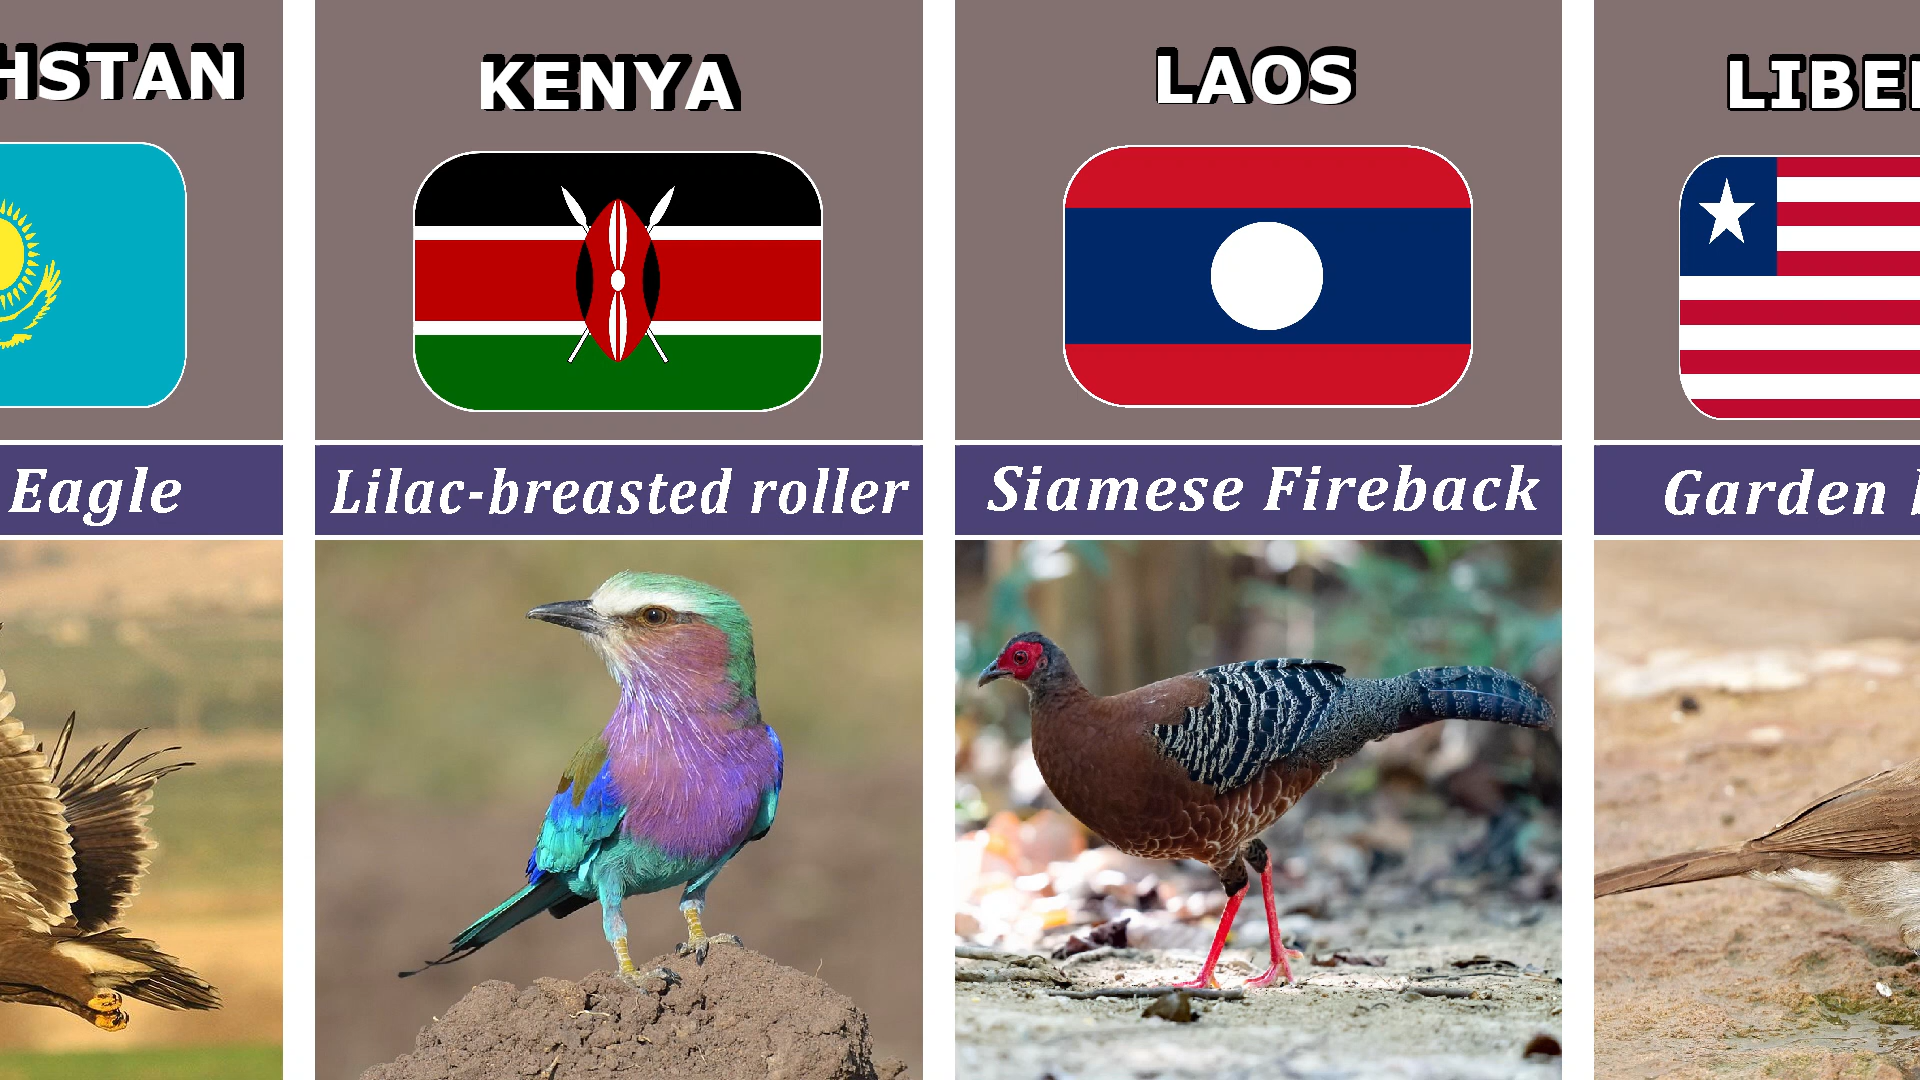 HSTAN
KENYA
LAOS
LIBE
Eagle
Lilac-breasted roller
Siamese Fireback
Garden